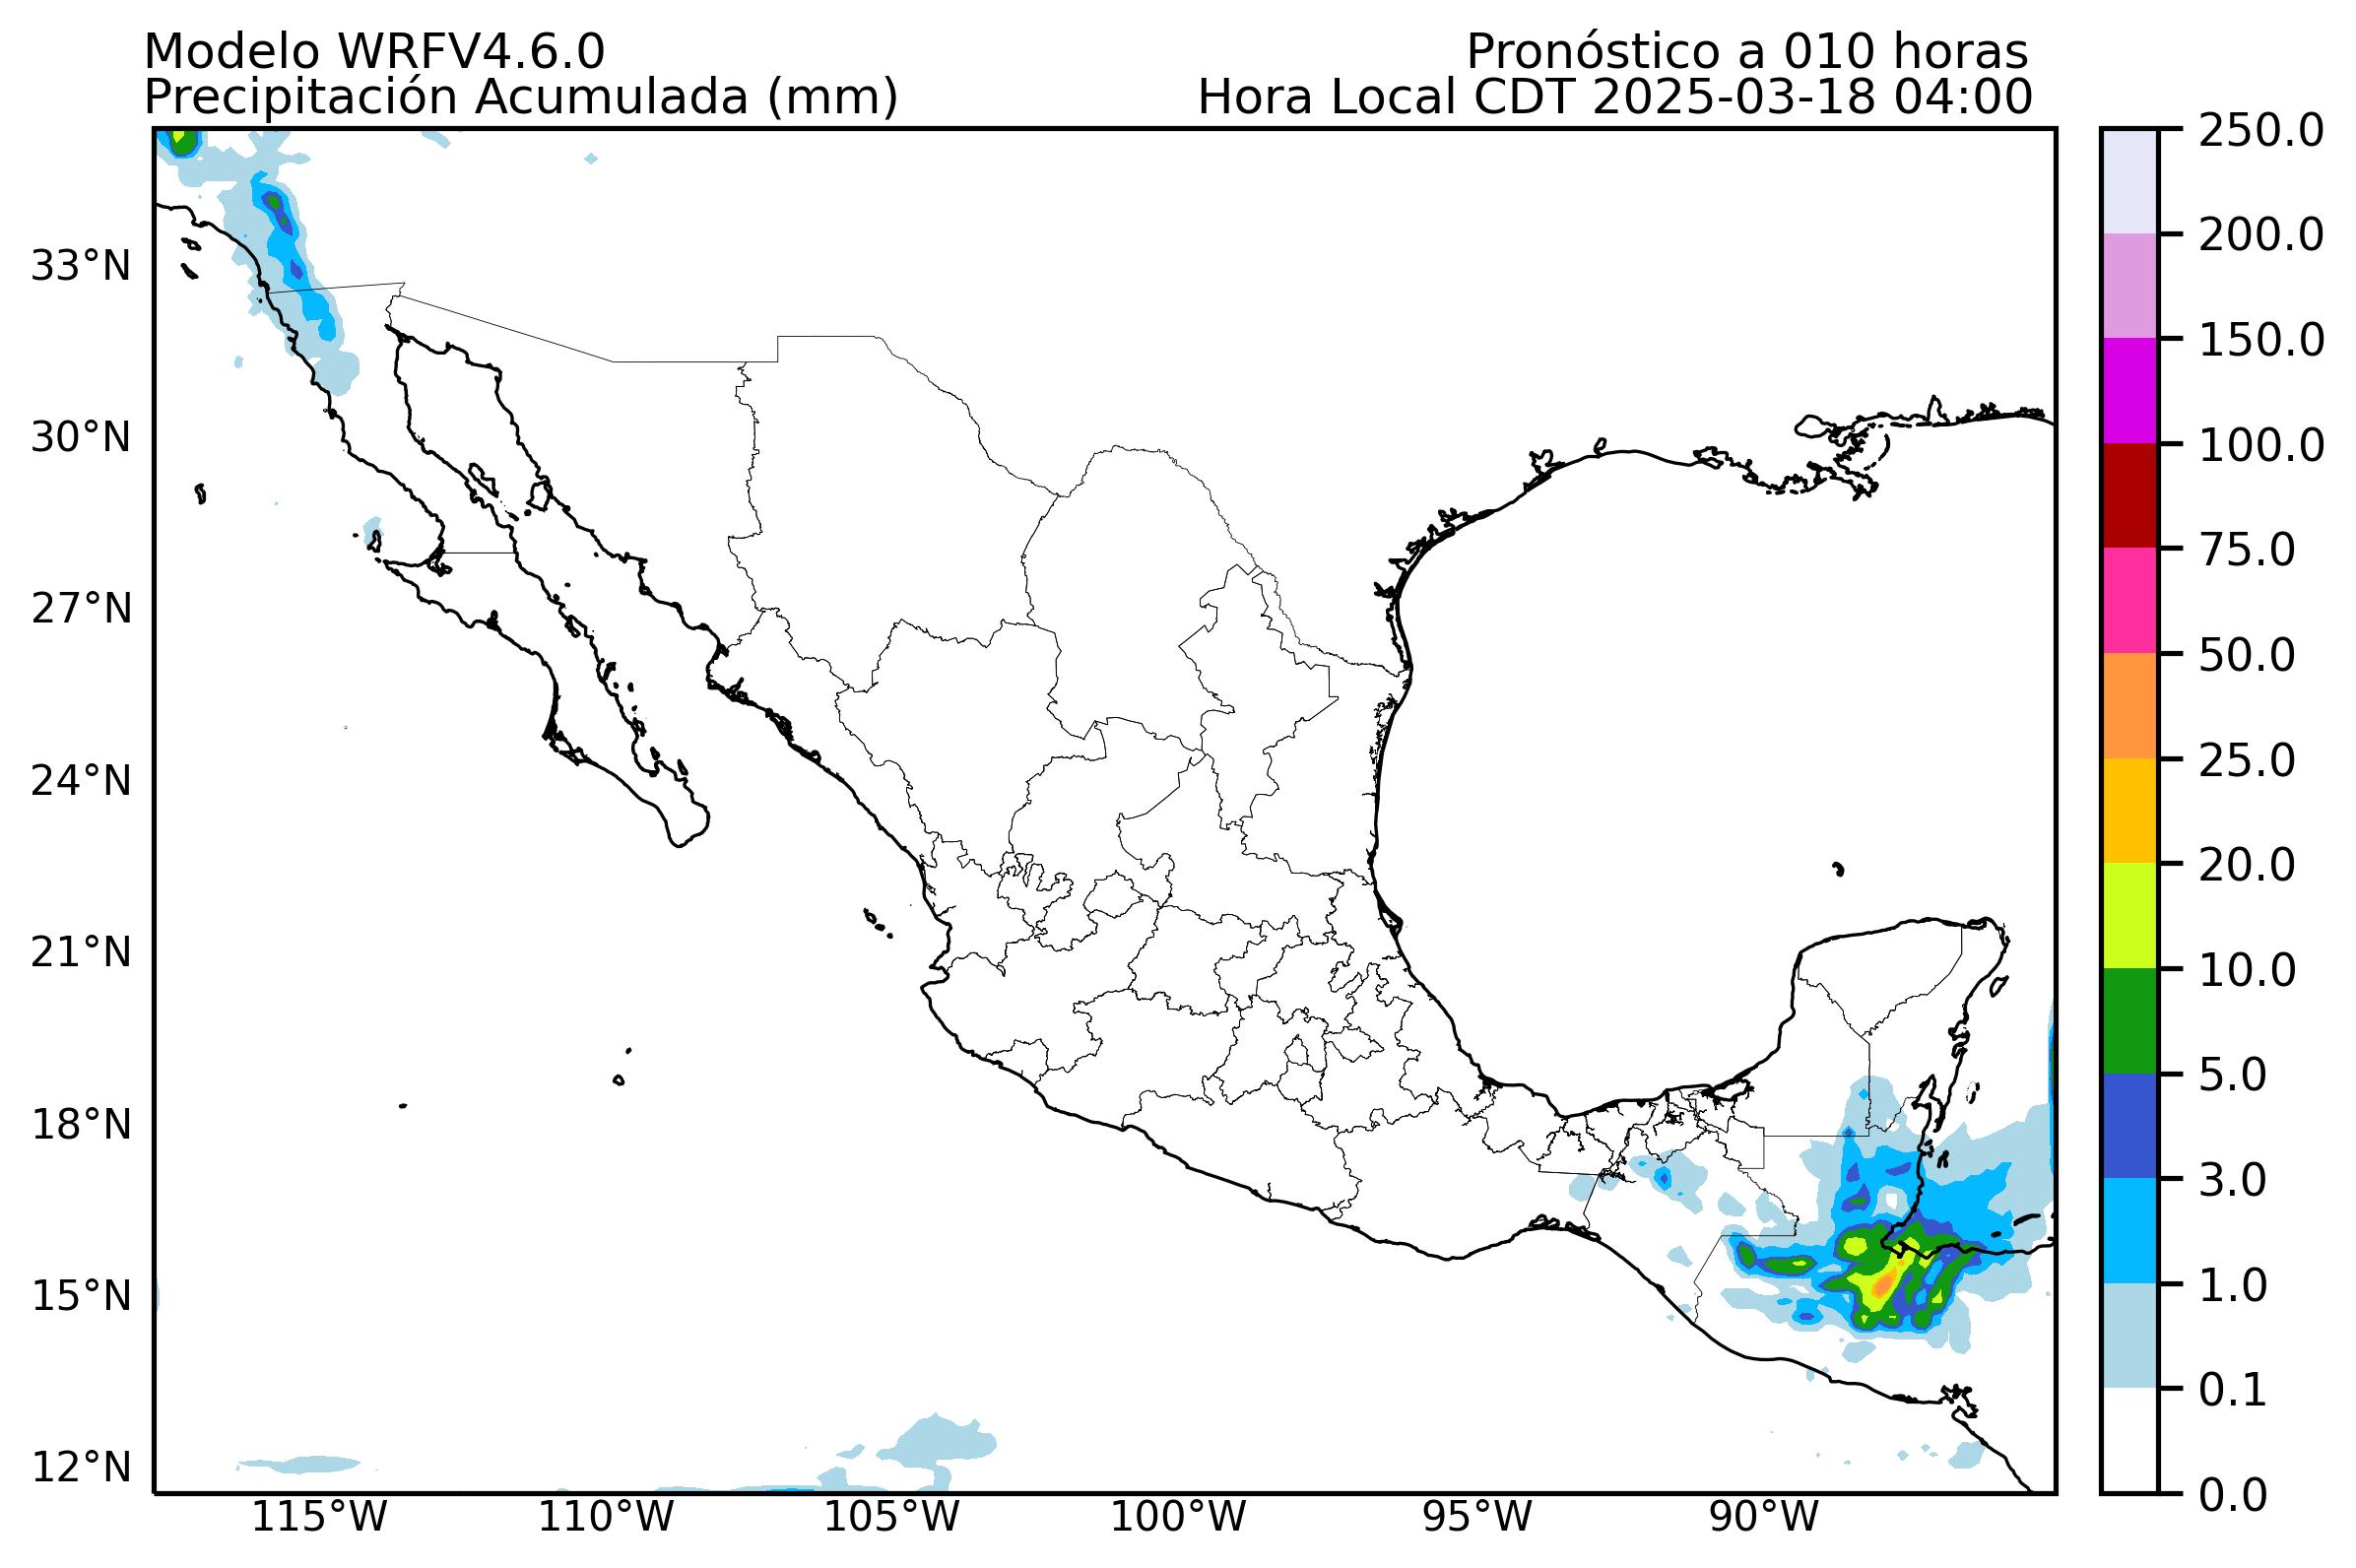 Modelo WRFV4.6.0
Pronóstico a 010 horas
Precipitación Acumulada (mm)
Hora Local CDT 2025-03-18 04:00
33°N
30°N
27°N
24°N
21°N
18°N
15°N
12°N
115°W
110°W
105°W
100°W
95°W
90°W
250.0
200.0
150.0
100.0
75.0
50.0
25.0
20.0
10.0
5.0
3.0
1.0
0.1
0.0